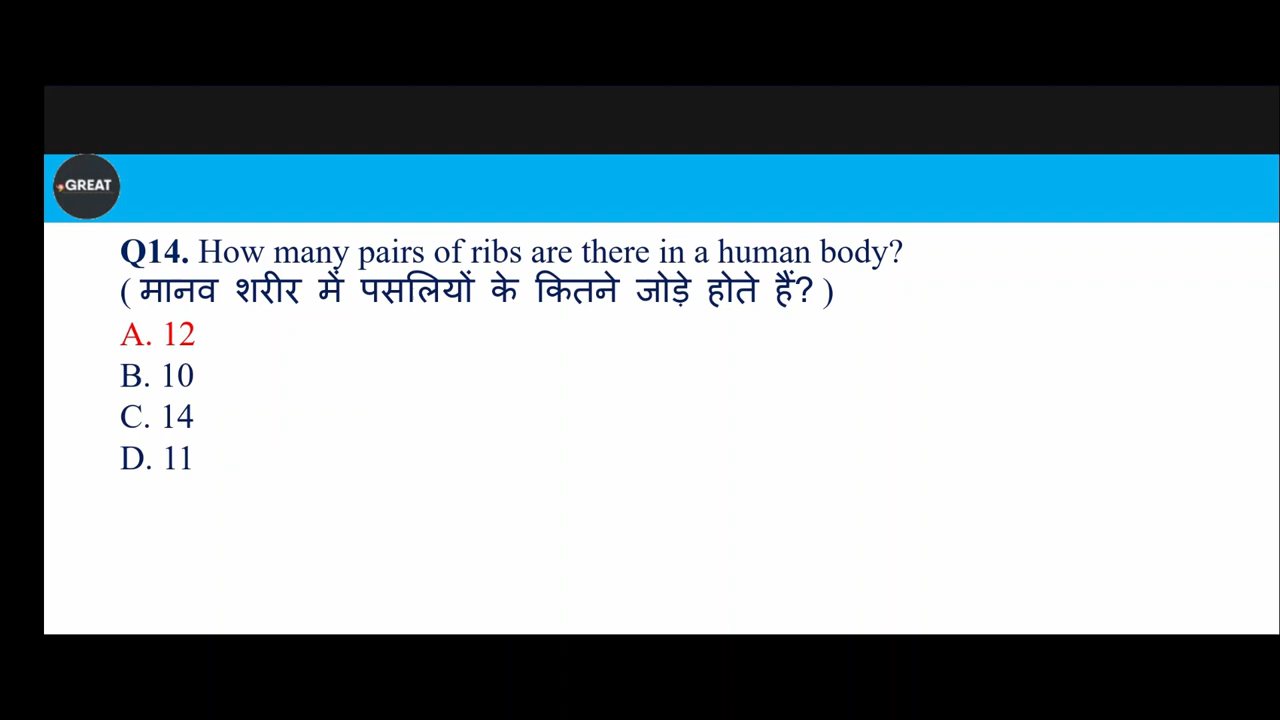 GREAT
Q14. How many pairs of ribs are there in a human body?
( मानव शरीर में पसलियों के कितने जोड़े होते हैं? )
A. 12
B. 10
C. 14
D. 11